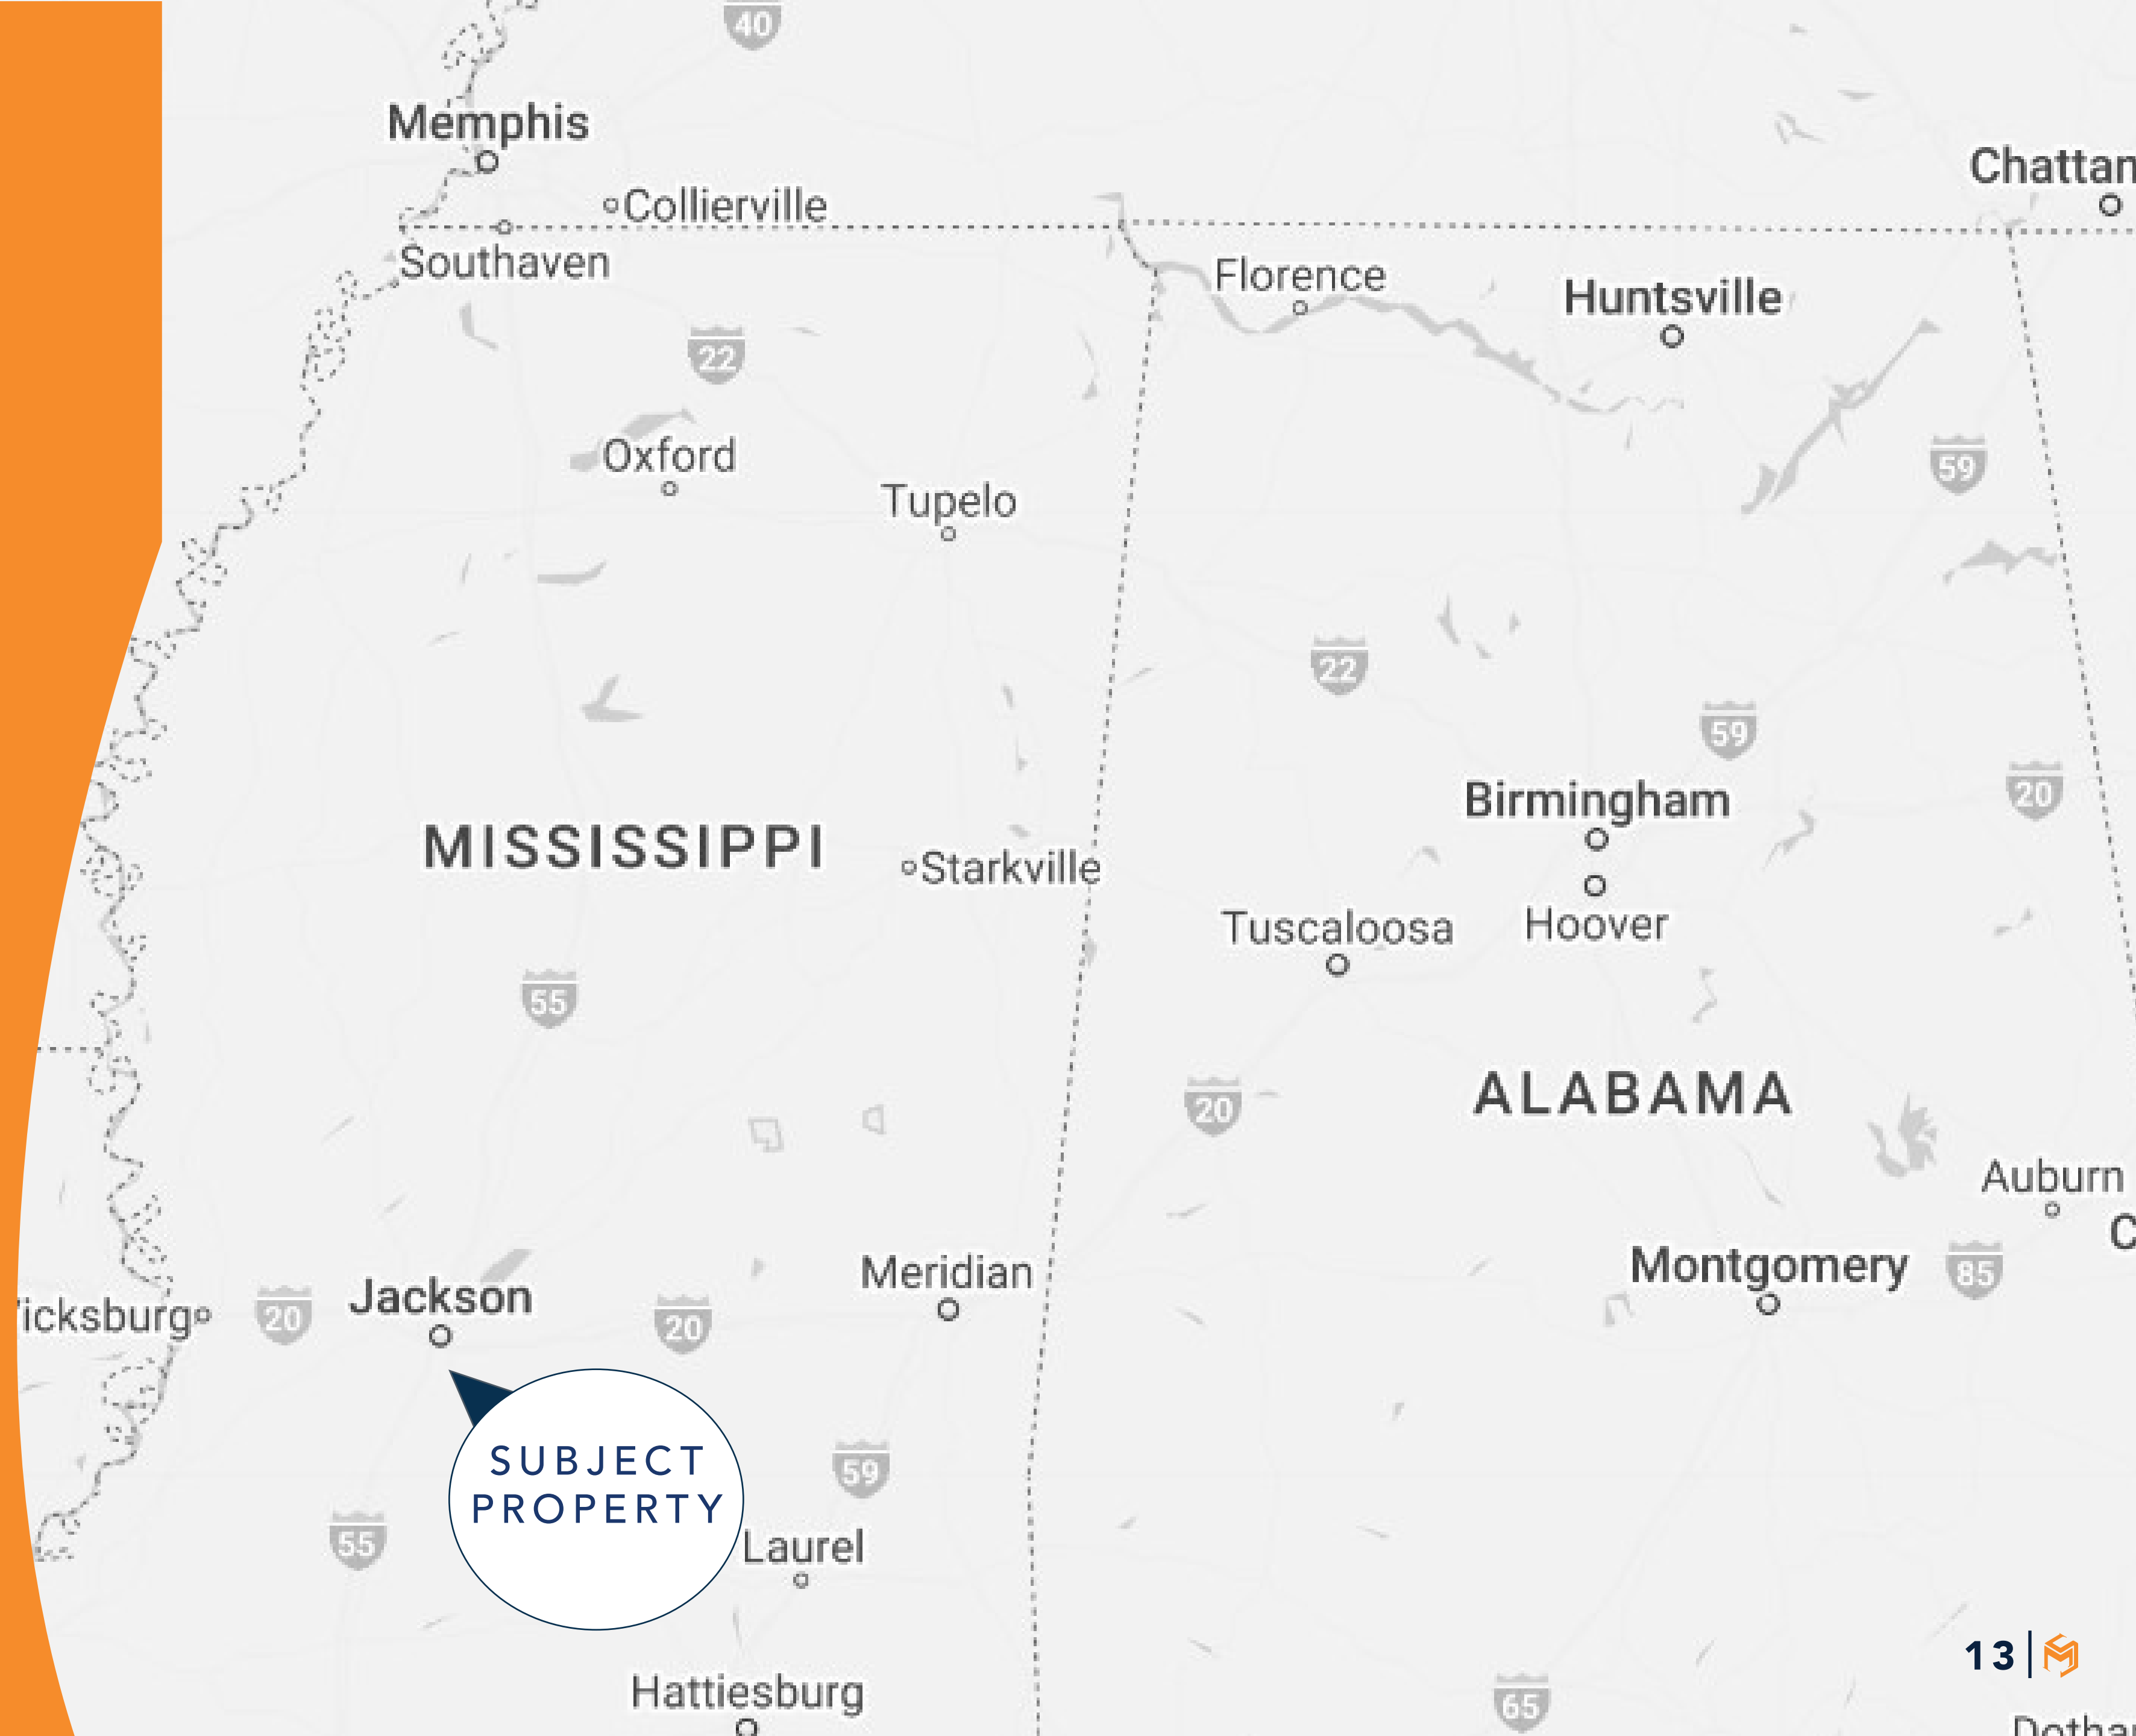 40
Memphis
Collierville
Chattan
Southaven
Florence
Huntsville
22
Oxford
59
Tupelo
22
59
Birmingham
20
MISSISSIPPI
Starkville
Hoover
Tuscaloosa
55
ALABAMA
20
Auburn
C
Meridian
Montgomery
85
Jackson
icksburg
20
20
SUBJECT
PROPERTY
59
Laurel
55
13
Hattiesburg
65
Dotha